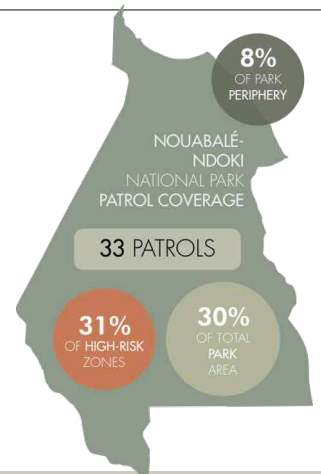 8%
OF PARK
PERIPHERY
NOUABALÉ-
NDOKI
NATIONAL PARK
PATROL COVERAGE
33 PATROLS
31%
OF HIGH-RISK
ZONES
30%
OF TOTAL
PARK
AREA